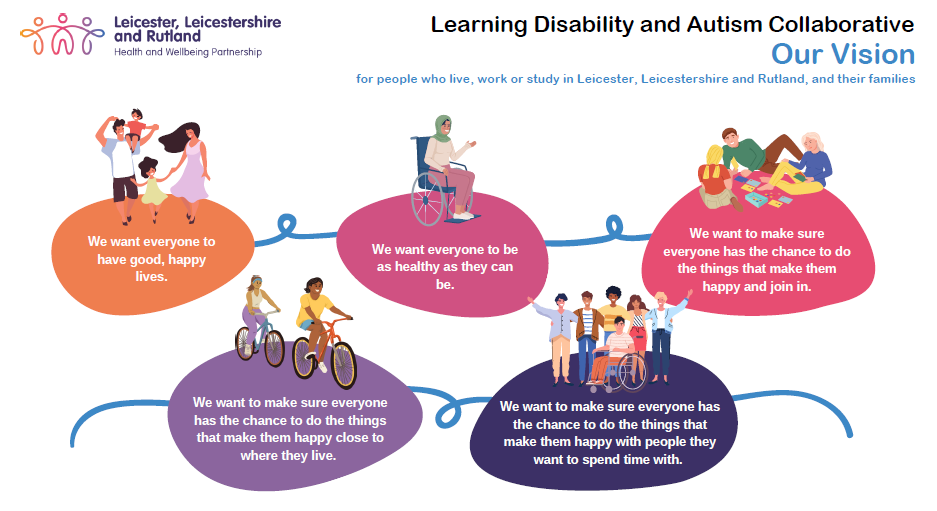 Leicester, Leicestershire
and Rutland
Health and Wellbeing Partnership
Learning Disability and Autism Collaborative
Our Vision
for people who live, work or study in Leicester, Leicestershire and Rutland, and their families
We want everyone to
have good, happy
lives.
We want everyone to be
as healthy as they can
be.
We want to make sure
everyone has the chance to do
the things that make them
happy and join in.
We want to make sure everyone
has the chance to do the things
that make them happy close to
where they live.
We want to make sure everyone has
the chance to do the things that
make them happy with people they
want to spend time with.